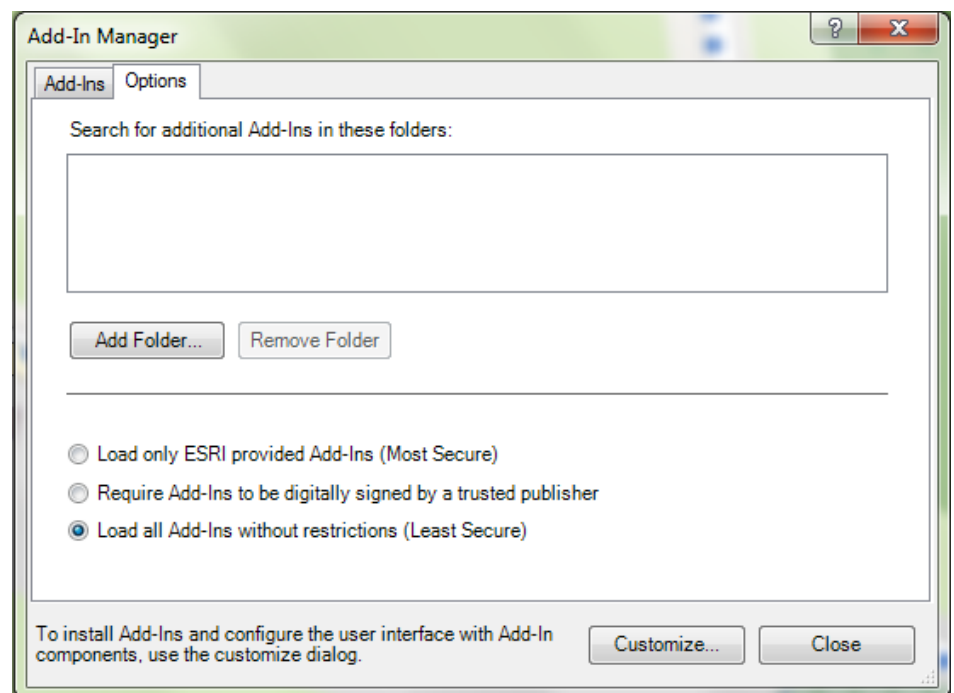 Add-In Manager
Add-Ins Options
Search for additional Add-Ins in these folders:
Add Folder... Remove Folder
Load only ESRI provided Add-Ins (Most Secure)
Require Add-Ins to be digitally signed by a trusted publisher
Load all Add-Ins without restrictions (Least Secure)
To install Add-Ins and configure the user interface with Add-In
components, use the customize dialog.
Customize... Close